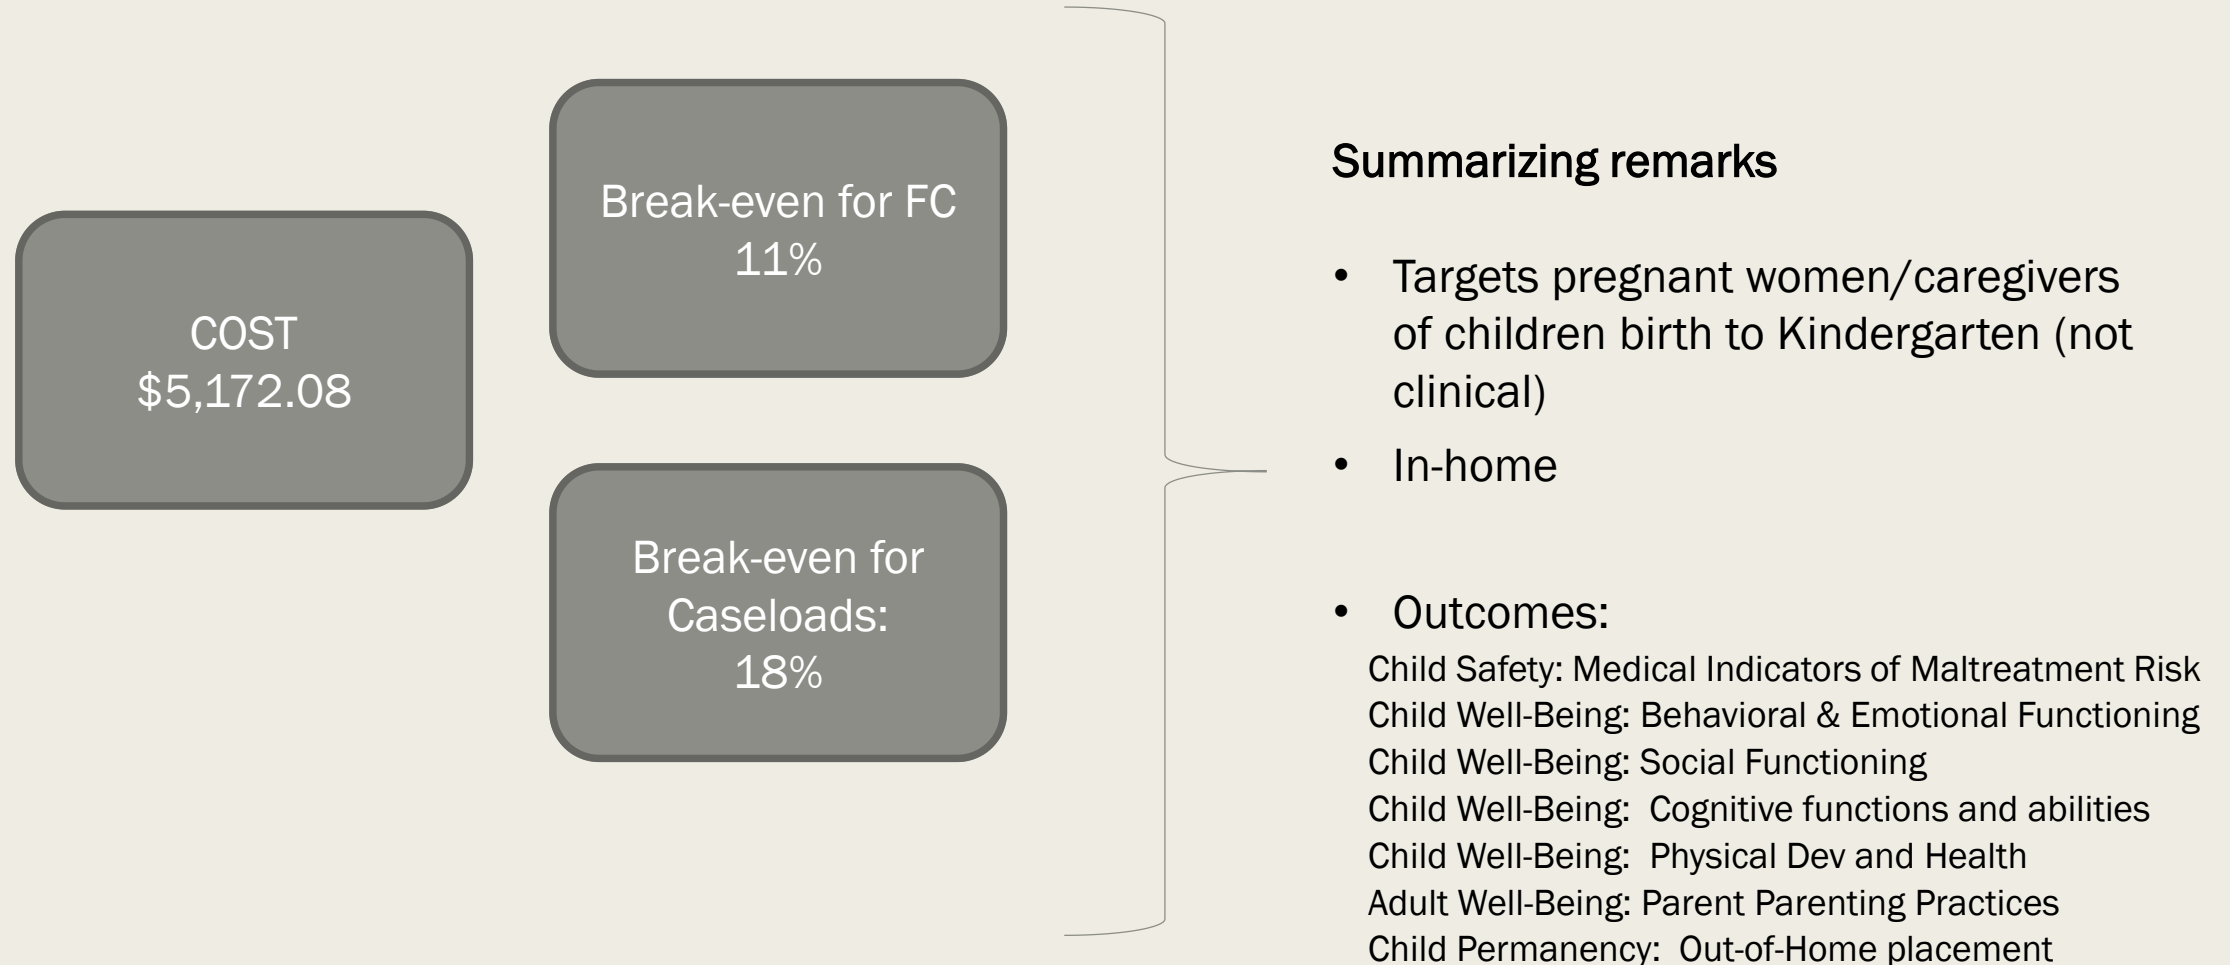 COST
$5,172.08
Break-even for FC
11%
Break-even for
Caseloads:
18%
Summarizing remarks
• Targets pregnant women/caregivers
of children birth to Kindergarten (not
clinical)
• In-home
• Outcomes:
Child Safety: Medical Indicators of Maltreatment Risk
Child Well-Being: Behavioral & Emotional Functioning
Child Well-Being: Social Functioning
Child Well-Being:  Cognitive functions and abilities
Child Well-Being:  Physical Dev and Health
Adult Well-Being: Parent Parenting Practices
Child Permanency:  Out-of-Home placement